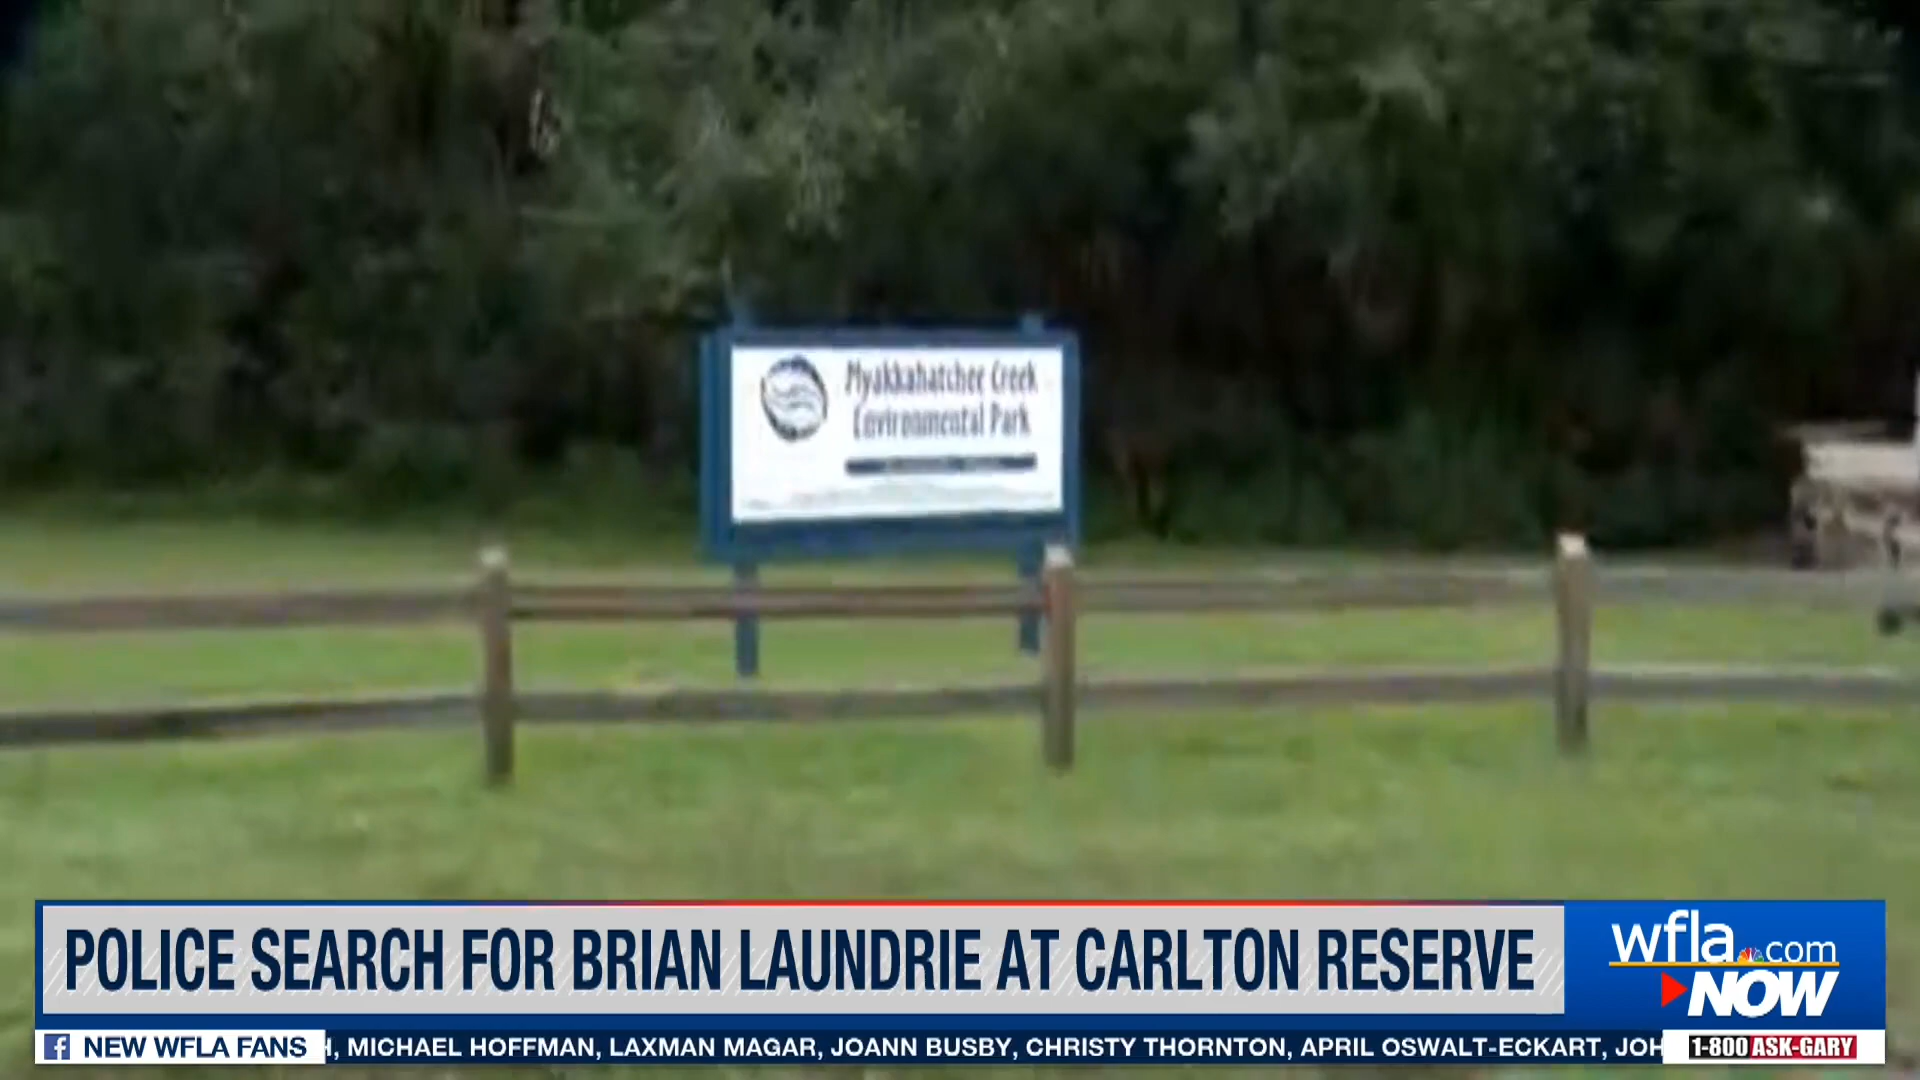 Myakkahatchee Creek
Environmental Park
POLICE SEARCH FOR BRIAN LAUNDRIE AT CARLTON RESERVE
wfla.com
NOW
NEW WFLA FANS
, MICHAEL HOFFMAN, LAXMAN MAGAR, JOANN BUSBY, CHRISTY THORNTON, APRIL OSWALT-ECKART, JOH
1-800 ASK-GARY